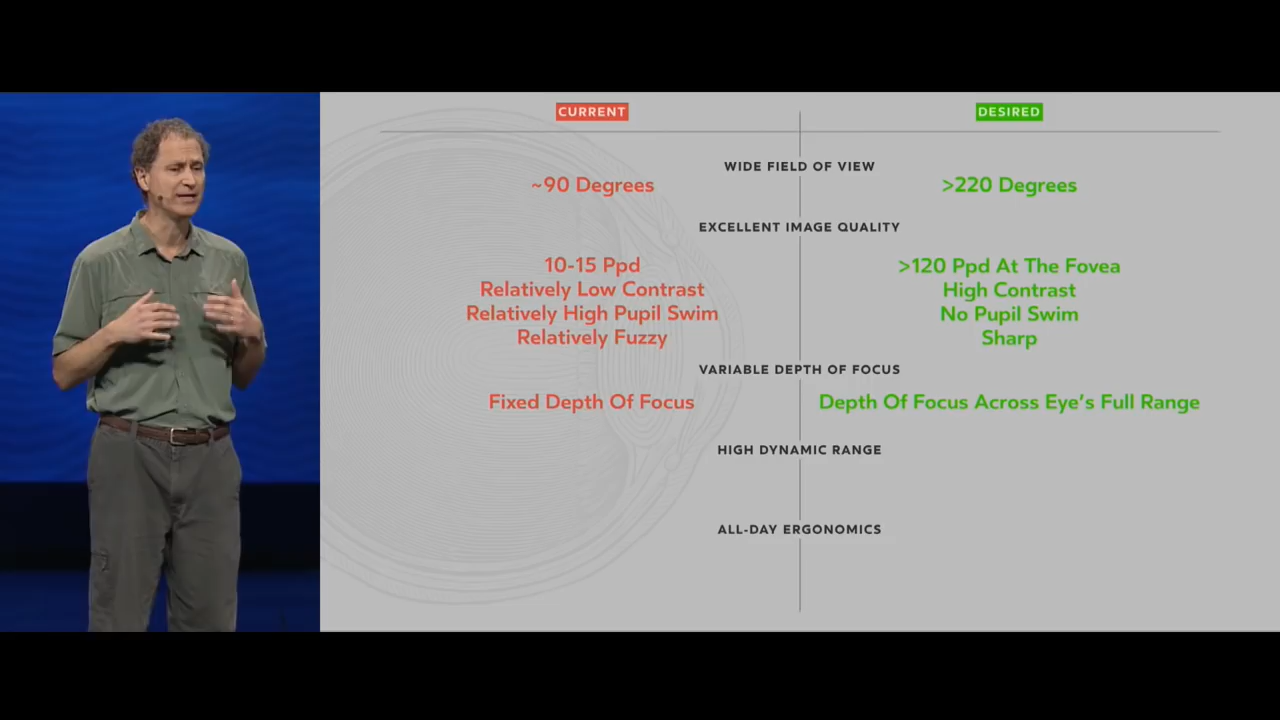 CURRENT
DESIRED
WIDE FIELD OF VIEW
~90 Degrees
>220 Degrees
EXCELLENT IMAGE QUALITY
10-15 Ppd
Relatively Low Contrast
Relatively High Pupil Swim
Relatively Fuzzy
>120 Ppd At The Fovea
High Contrast
No Pupil Swim
Sharp
VARIABLE DEPTH OF FOCUS
Fixed Depth Of Focus
Depth Of Focus Across Eye's Full Range
HIGH DYNAMIC RANGE
ALL-DAY ERGONOMICS